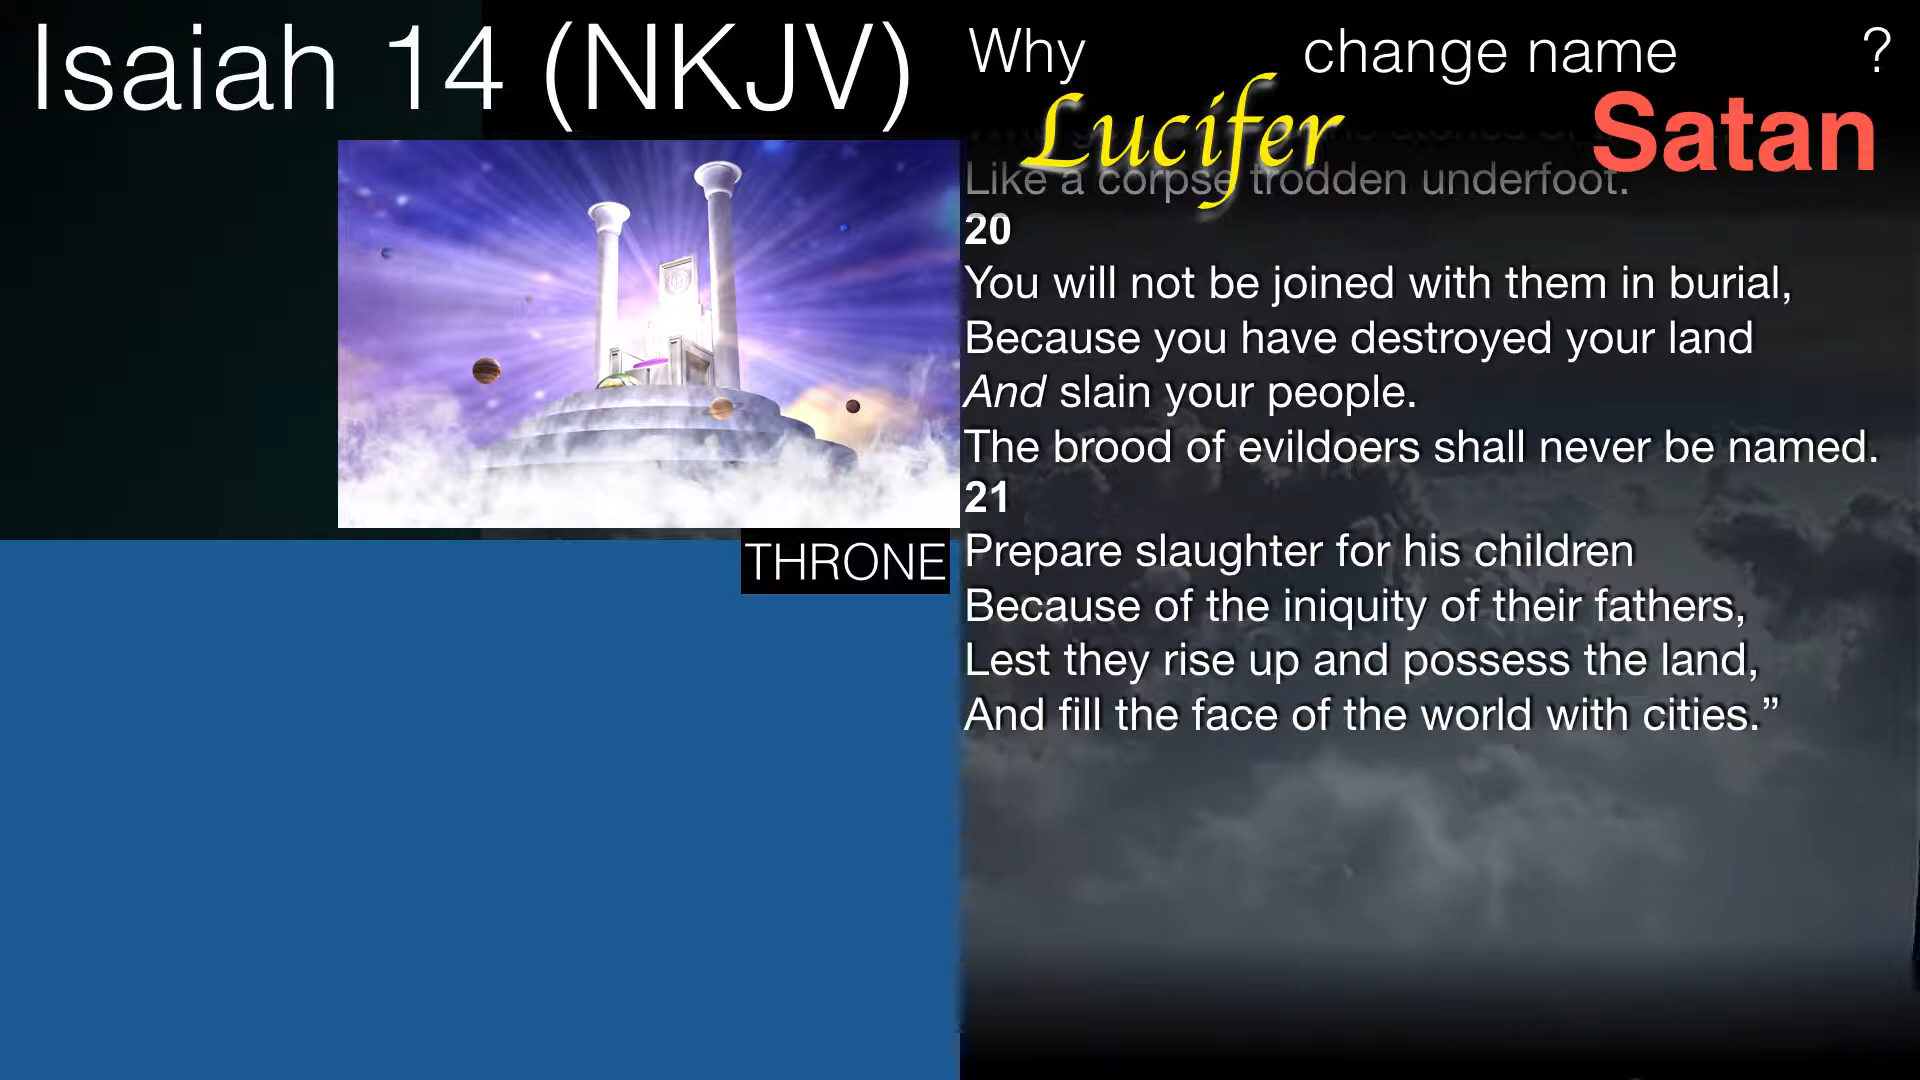 Isaiah 14 (NKJV)
THRONE
Why Lucifer change name Satan ?
Like a corpse trodden underfoot.
20
You will not be joined with them in burial,
Because you have destroyed your land
And slain your people.
The brood of evildoers shall never be named.
21
Prepare slaughter for his children
Because of the iniquity of their fathers,
Lest they rise up and possess the land,
And fill the face of the world with cities.”